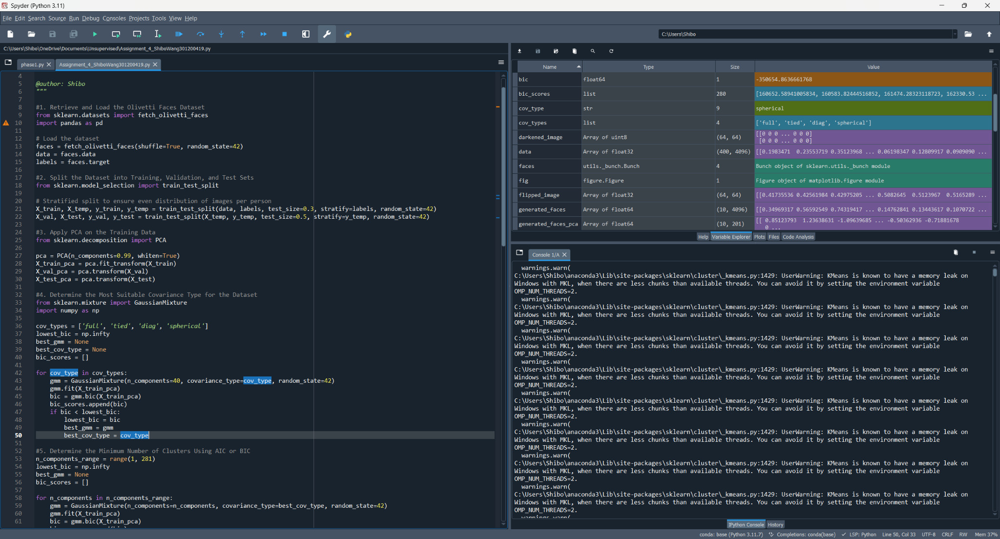 Spyder (Python 3.11)
File Edit Search Source Run Debug Consoles Projects Tools View Help
C:\Users\Shibo
C:\Users\Shibo\OneDrive\Documents\Unsupervised\Assignment_4_ShiboWang301200419.py
phase1.py
Assignment_4_ShiboWang301200419.py
4
5 @author: Shibo
6 """
7
8 #1. Retrieve and Load the Olivetti Faces Dataset
9 from sklearn.datasets import fetch_olivetti_faces
10 import pandas as pd
11
12 # Load the dataset
13 faces = fetch_olivetti_faces(shuffle=True, random_state=42)
14 data = faces.data
15 labels = faces.target
16
17 #2. Split the Dataset into Training, Validation, and Test Sets
18 from sklearn.model_selection import train_test_split
19
20 # Stratified split to ensure even distribution of images per person
21 X_train, X_temp, y_train, y_temp = train_test_split(data, labels, test_size=0.3, stratify=labels, random_state=42)
22 X_val, X_test, y_val, y_test = train_test_split(X_temp, y_temp, test_size=0.5, stratify=y_temp, random_state=42)
23
24 #3. Apply PCA on the Training Data
25 from sklearn.decomposition import PCA
26
27 pca = PCA(n_components=0.99, whiten=True)
28 X_train_pca = pca.fit_transform(X_train)
29 X_val_pca = pca.transform(X_val)
30 X_test_pca = pca.transform(X_test)
31
32 #4. Determine the Most Suitable Covariance Type for the Dataset
33 from sklearn.mixture import GaussianMixture
34 import numpy as np
35
36 cov_types = ['full', 'tied', 'diag', 'spherical']
37 lowest_bic = np.infty
38 best_gmm = None
39 best_cov_type = None
40 bic_scores = []
41
42 for cov_type in cov_types:
43 gmm = GaussianMixture(n_components=40, covariance_type=cov_type, random_state=42)
44 gmm.fit(X_train_pca)
45 bic = gmm.bic(X_train_pca)
46 bic_scores.append(bic)
47 if bic < lowest_bic:
48 lowest_bic = bic
49 best_gmm = gmm
50 best_cov_type = cov_type
51
52 #5. Determine the Minimum Number of Clusters Using AIC or BIC
53 n_components_range = range(1, 281)
54 lowest_bic = np.infty
55 best_gmm = None
56 bic_scores = []
57
58 for n_components in n_components_range:
59 gmm = GaussianMixture(n_components=n_components, covariance_type=best_cov_type, random_state=42)
60 gmm.fit(X_train_pca)
61 bic = gmm.bic(X_train_pca)
Name Type Size Value
bic float64 1 -350654.8636661768
bic_scores list 280 [160652.58941005834, 160583.82444516852, 161474.28323118723, 162330.53 ...
cov_type str 9 spherical
cov_types list 4 ['full', 'tied', 'diag', 'spherical']
darkened_image Array of uint8 (64, 64) [[0 0 0 ... 0 0 0]
[0 0 0 ... 0 0 0]
data Array of float32 (400, 4096) [[0.1983471 0.23553719 0.35123968 ... 0.06198347 0.12809917 0.0909090 ...
faces utils._bunch.Bunch 4 Bunch object of sklearn.utils._bunch module
fig figure.Figure 1 Figure object of matplotlib.figure module
flipped_image Array of float32 (64, 64) [[0.41735536 0.42561984 0.42975205 ... 0.5082645 0.5123967 0.5165289 ...
generated_faces Array of float64 (10, 4096) [[0.34969317 0.56592549 0.74319417 ... 0.14762841 0.13443617 0.1070722 ...
generated_faces_pca Array of float64 (10, 201) [[ 0.85123793 1.23638631 -1.09639685 ... -0.50362936 -0.71881678
0 ...
Help Variable Explorer Plots Files Code Analysis
Console 1/A
warnings.warn(
C:\Users\Shibo\anaconda3\Lib\site-packages\sklearn\cluster\_kmeans.py:1429: UserWarning: KMeans is known to have a memory leak on
Windows with MKL, when there are less chunks than available threads. You can avoid it by setting the environment variable
OMP_NUM_THREADS=2.
warnings.warn(
C:\Users\Shibo\anaconda3\Lib\site-packages\sklearn\cluster\_kmeans.py:1429: UserWarning: KMeans is known to have a memory leak on
Windows with MKL, when there are less chunks than available threads. You can avoid it by setting the environment variable
OMP_NUM_THREADS=2.
warnings.warn(
C:\Users\Shibo\anaconda3\Lib\site-packages\sklearn\cluster\_kmeans.py:1429: UserWarning: KMeans is known to have a memory leak on
Windows with MKL, when there are less chunks than available threads. You can avoid it by setting the environment variable
OMP_NUM_THREADS=2.
warnings.warn(
C:\Users\Shibo\anaconda3\Lib\site-packages\sklearn\cluster\_kmeans.py:1429: UserWarning: KMeans is known to have a memory leak on
Windows with MKL, when there are less chunks than available threads. You can avoid it by setting the environment variable
OMP_NUM_THREADS=2.
warnings.warn(
C:\Users\Shibo\anaconda3\Lib\site-packages\sklearn\cluster\_kmeans.py:1429: UserWarning: KMeans is known to have a memory leak on
Windows with MKL, when there are less chunks than available threads. You can avoid it by setting the environment variable
OMP_NUM_THREADS=2.
warnings.warn(
C:\Users\Shibo\anaconda3\Lib\site-packages\sklearn\cluster\_kmeans.py:1429: UserWarning: KMeans is known to have a memory leak on
Windows with MKL, when there are less chunks than available threads. You can avoid it by setting the environment variable
OMP_NUM_THREADS=2.
warnings.warn(
C:\Users\Shibo\anaconda3\Lib\site-packages\sklearn\cluster\_kmeans.py:1429: UserWarning: KMeans is known to have a memory leak on
Windows with MKL, when there are less chunks than available threads. You can avoid it by setting the environment variable
OMP_NUM_THREADS=2.
warnings.warn(
C:\Users\Shibo\anaconda3\Lib\site-packages\sklearn\cluster\_kmeans.py:1429: UserWarning: KMeans is known to have a memory leak on
Windows with MKL, when there are less chunks than available threads. You can avoid it by setting the environment variable
OMP_NUM_THREADS=2.
warnings.warn(
IPython Console History
conda: base (Python 3.11.7) Completions: conda(base) LSP: Python Line 50, Col 33 UTF-8 CRLF RW Mem 37%